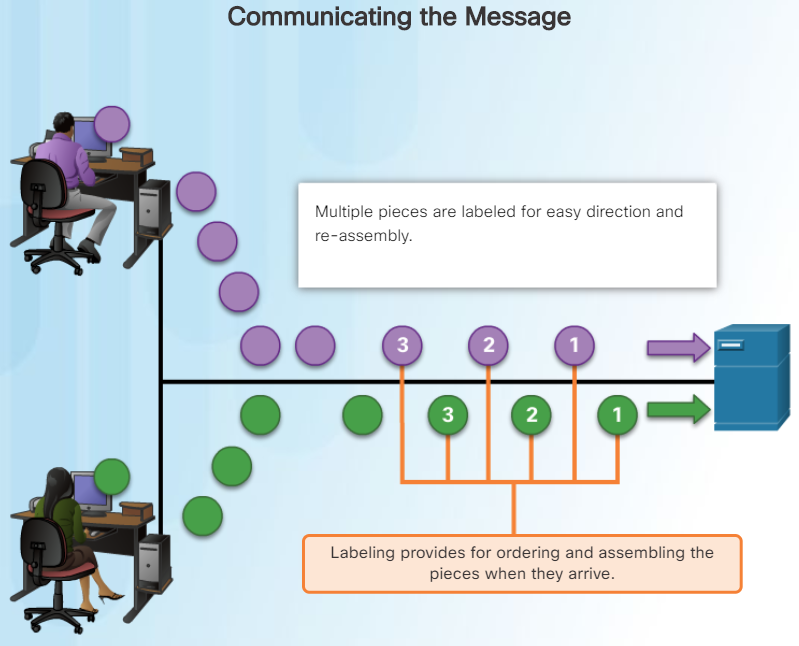 Communicating the Message
Multiple pieces are labeled for easy direction and
re-assembly.
3 2 1
3 2 1
Labeling provides for ordering and assembling the
pieces when they arrive.